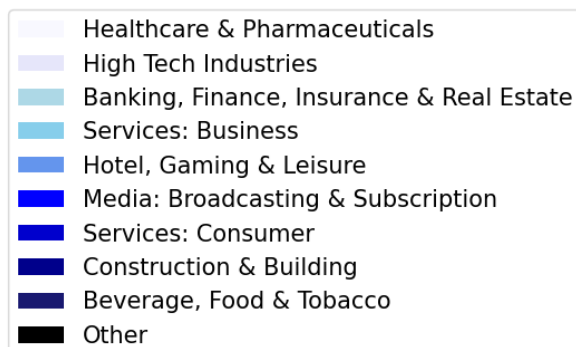 Healthcare & Pharmaceuticals
High Tech Industries
Banking, Finance, Insurance & Real Estate
Services: Business
Hotel, Gaming & Leisure
Media: Broadcasting & Subscription
Services: Consumer
Construction & Building
Beverage, Food & Tobacco
Other